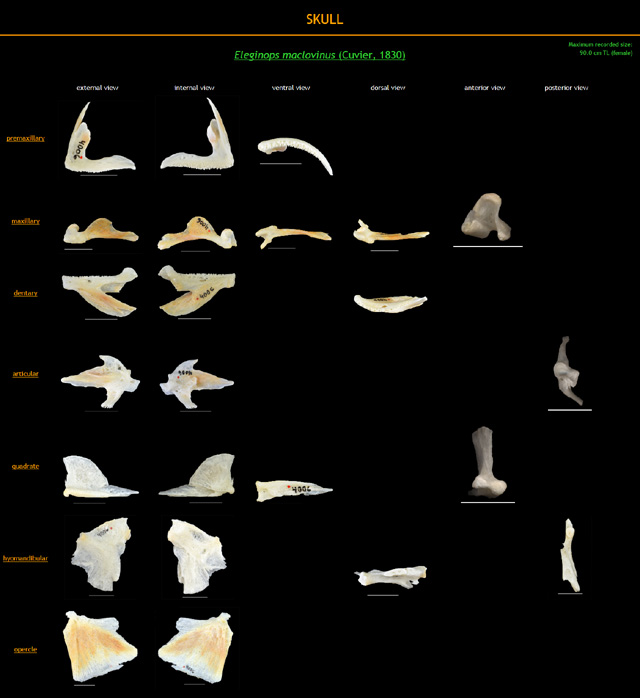 SKULL
Maximum recorded size:
90.0 cm TL (female)
Eleginops maclovinus (Cuvier, 1830)
external view internal view ventral view dorsal view anterior view posterior view
premaxillary
maxillary
dentary
articular
quadrate
hyomandibular
opercle